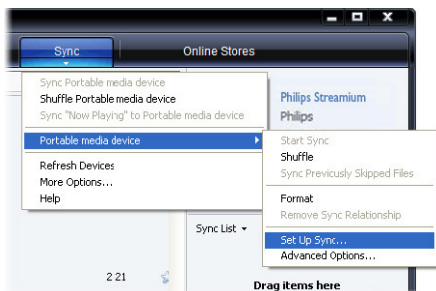 Sync
Online Stores
Sync Portable media device
Shuffle Portable media device
Sync "Now Playing" to Portable media device
Portable media device
Refresh Devices
More Options...
Help
Philips Streamium
Philips
Start Sync
Shuffle
Sync Previously Skipped Files
Format
Remove Sync Relationship
Set Up Sync...
Advanced Options...
Sync List
2 21
Drag items here